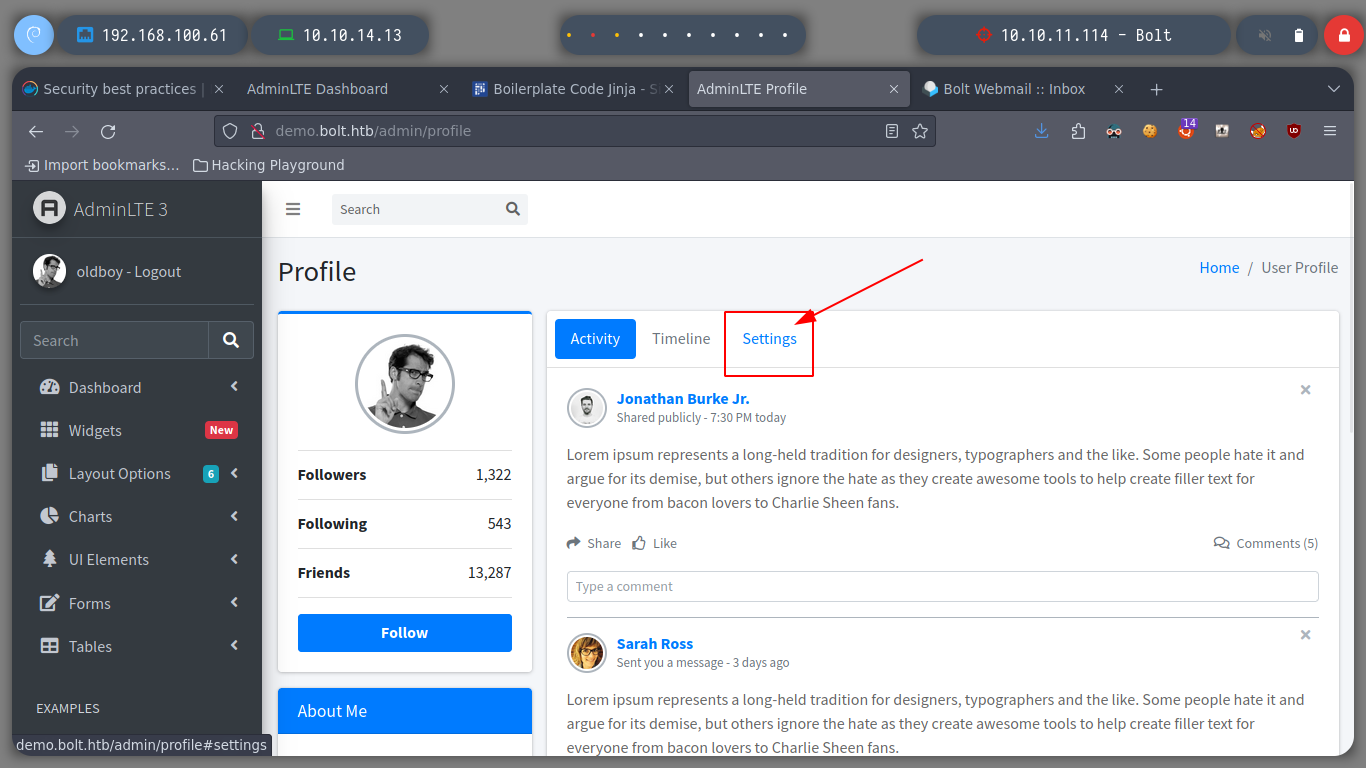 192.168.100.61
10.10.14.13
10.10.11.114 - Bolt
Security best practices |
AdminLTE Dashboard
Boilerplate Code Jinja - S
AdminLTE Profile
Bolt Webmail :: Inbox
demo.bolt.htb/admin/profile
14
Import bookmarks...
Hacking Playground
AdminLTE 3
Search
oldboy - Logout
Profile
Home / User Profile
Search
Activity
Timeline
Settings
Dashboard
Widgets
New
Layout Options
6
Charts
UI Elements
Forms
Tables
EXAMPLES
Followers
1,322
Following
543
Friends
13,287
Follow
About Me
Jonathan Burke Jr.
Shared publicly - 7:30 PM today
Lorem ipsum represents a long-held tradition for designers, typographers and the like. Some people hate it and
argue for its demise, but others ignore the hate as they create awesome tools to help create filler text for
everyone from bacon lovers to Charlie Sheen fans.
Share
Like
Comments (5)
Type a comment
Sarah Ross
Sent you a message - 3 days ago
Lorem ipsum represents a long-held tradition for designers, typographers and the like. Some people hate it and
argue for its demise, but others ignore the hate as they create awesome tools to help create filler text for
everyone from bacon lovers to Charlie Sheen fans.
demo.bolt.htb/admin/profile#settings